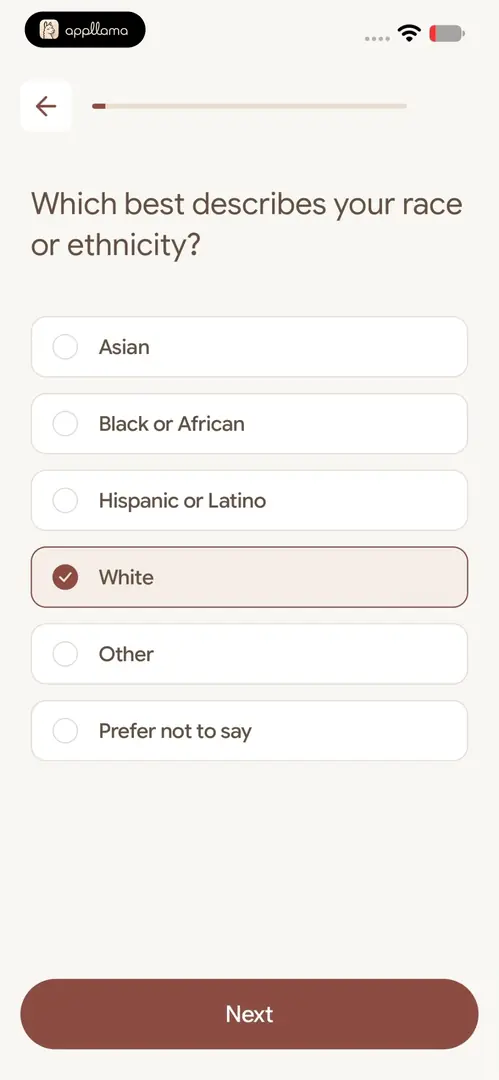 appllama
Which best describes your race
or ethnicity?
Asian
Black or African
Hispanic or Latino
White
Other
Prefer not to say
Next